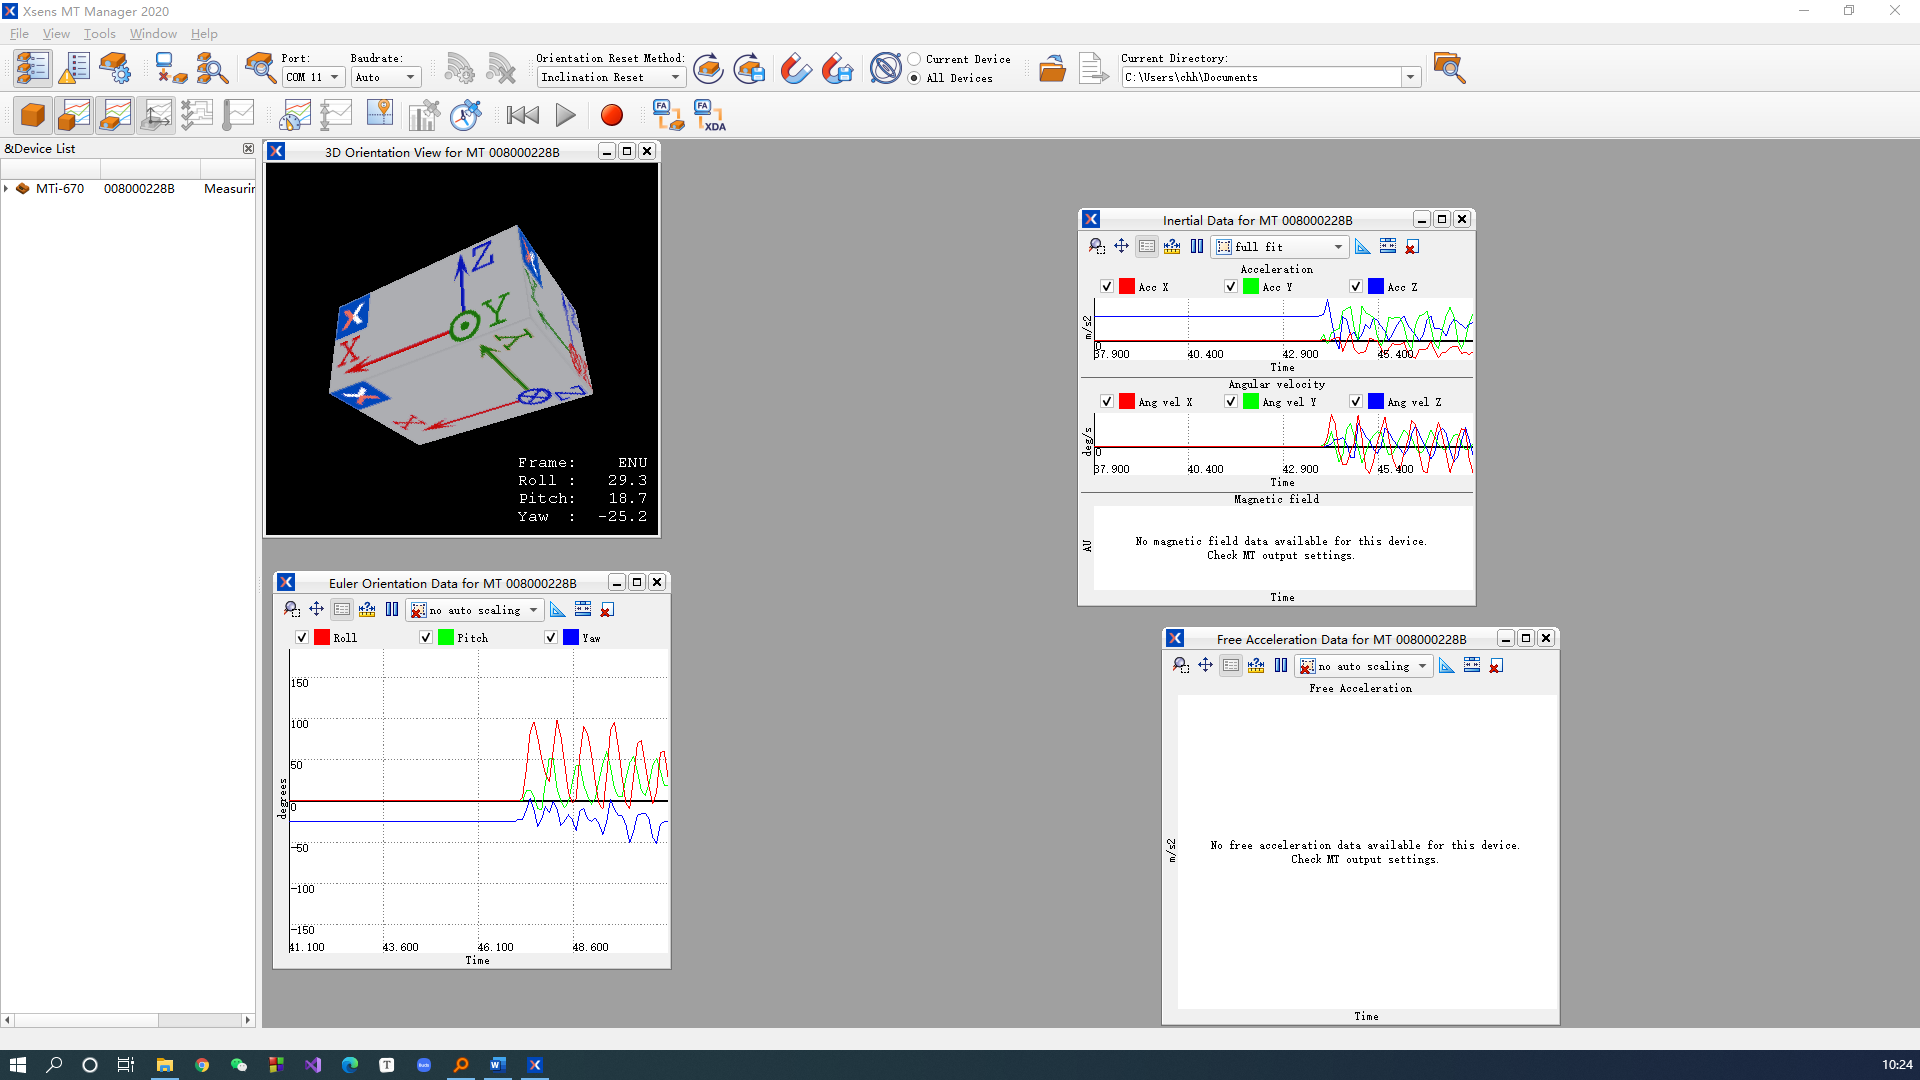 Xsens MT Manager 2020
File View Tools Window Help
Port:
COM 11
Baudrate:
Auto
Orientation Reset Method:
Inclination Reset
Current Device
All Devices
Current Directory:
C:\Users\chh\Documents
FA
FA
XDA
&Device List
MTi-670 008000228B Measurin
3D Orientation View for MT 008000228B
Z
Y
X
Y
X
Z
Frame: ENU
Roll : 29.3
Pitch: 18.7
Yaw : -25.2
Euler Orientation Data for MT 008000228B
no auto scaling
Roll Pitch Yaw
150
100
50
0
-50
-100
-150
degrees
41.100 43.600 46.100 48.600
Time
Inertial Data for MT 008000228B
full fit
Acceleration
Acc X Acc Y Acc Z
m/s2
0
37.900 40.400 42.900 45.400
Time
Angular velocity
Ang vel X Ang vel Y Ang vel Z
deg/s
0
37.900 40.400 42.900 45.400
Time
Magnetic field
AU
No magnetic field data available for this device.
Check MT output settings.
Time
Free Acceleration Data for MT 008000228B
no auto scaling
Free Acceleration
m/s2
No free acceleration data available for this device.
Check MT output settings.
Time
10:24